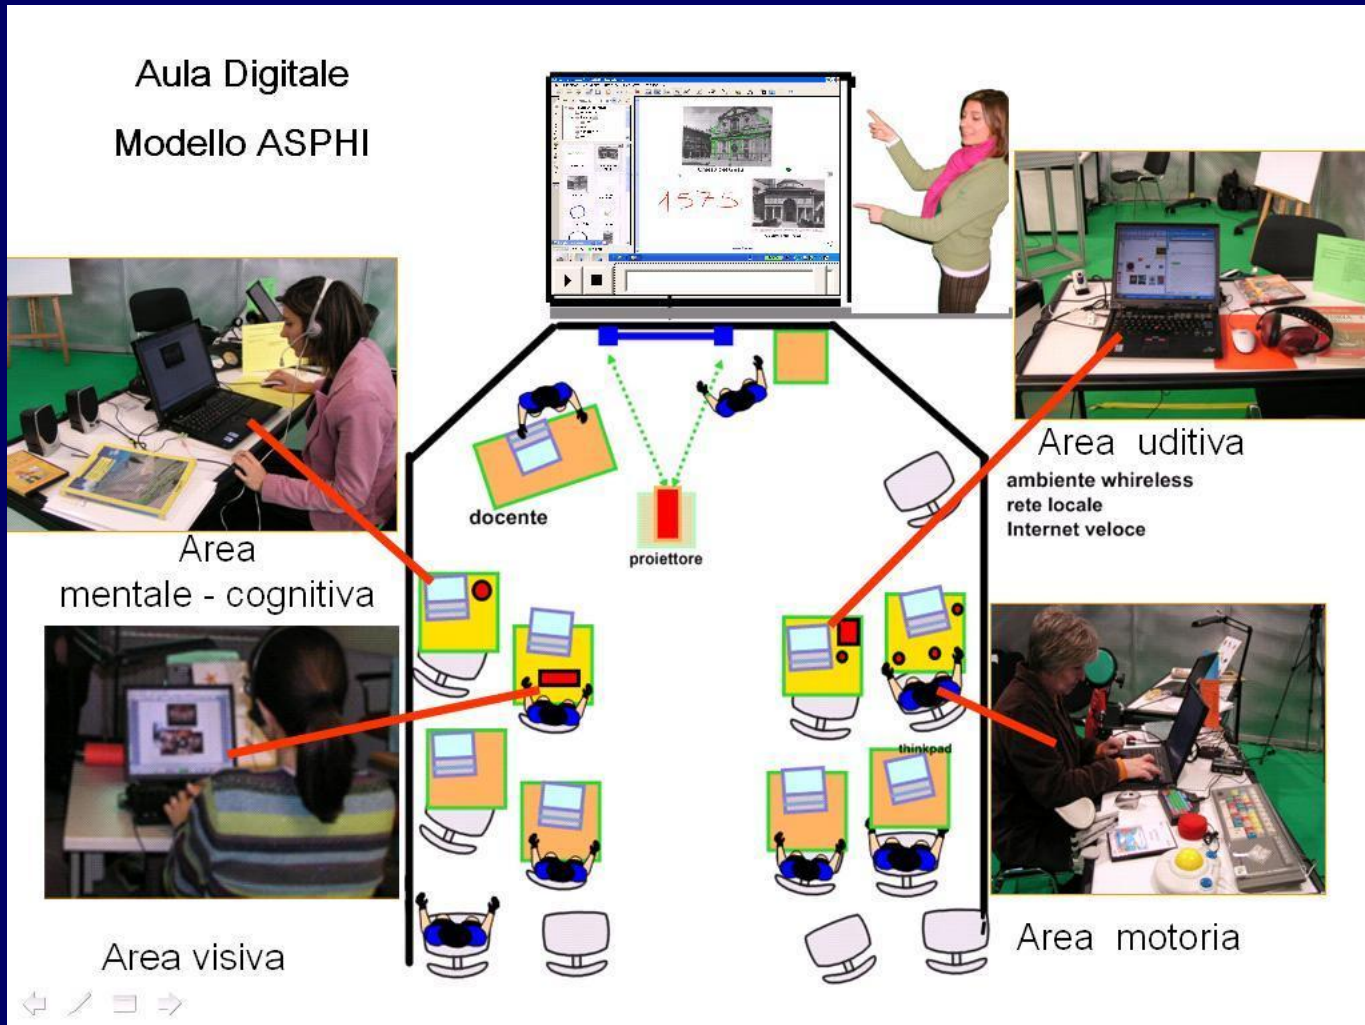 Aula Digitale
Modello ASPHI
1575
Area uditiva
ambiente whireless
rete locale
Internet veloce
docente
proiettore
Area
mentale - cognitiva
thinkpad
Area visiva
Area motoria